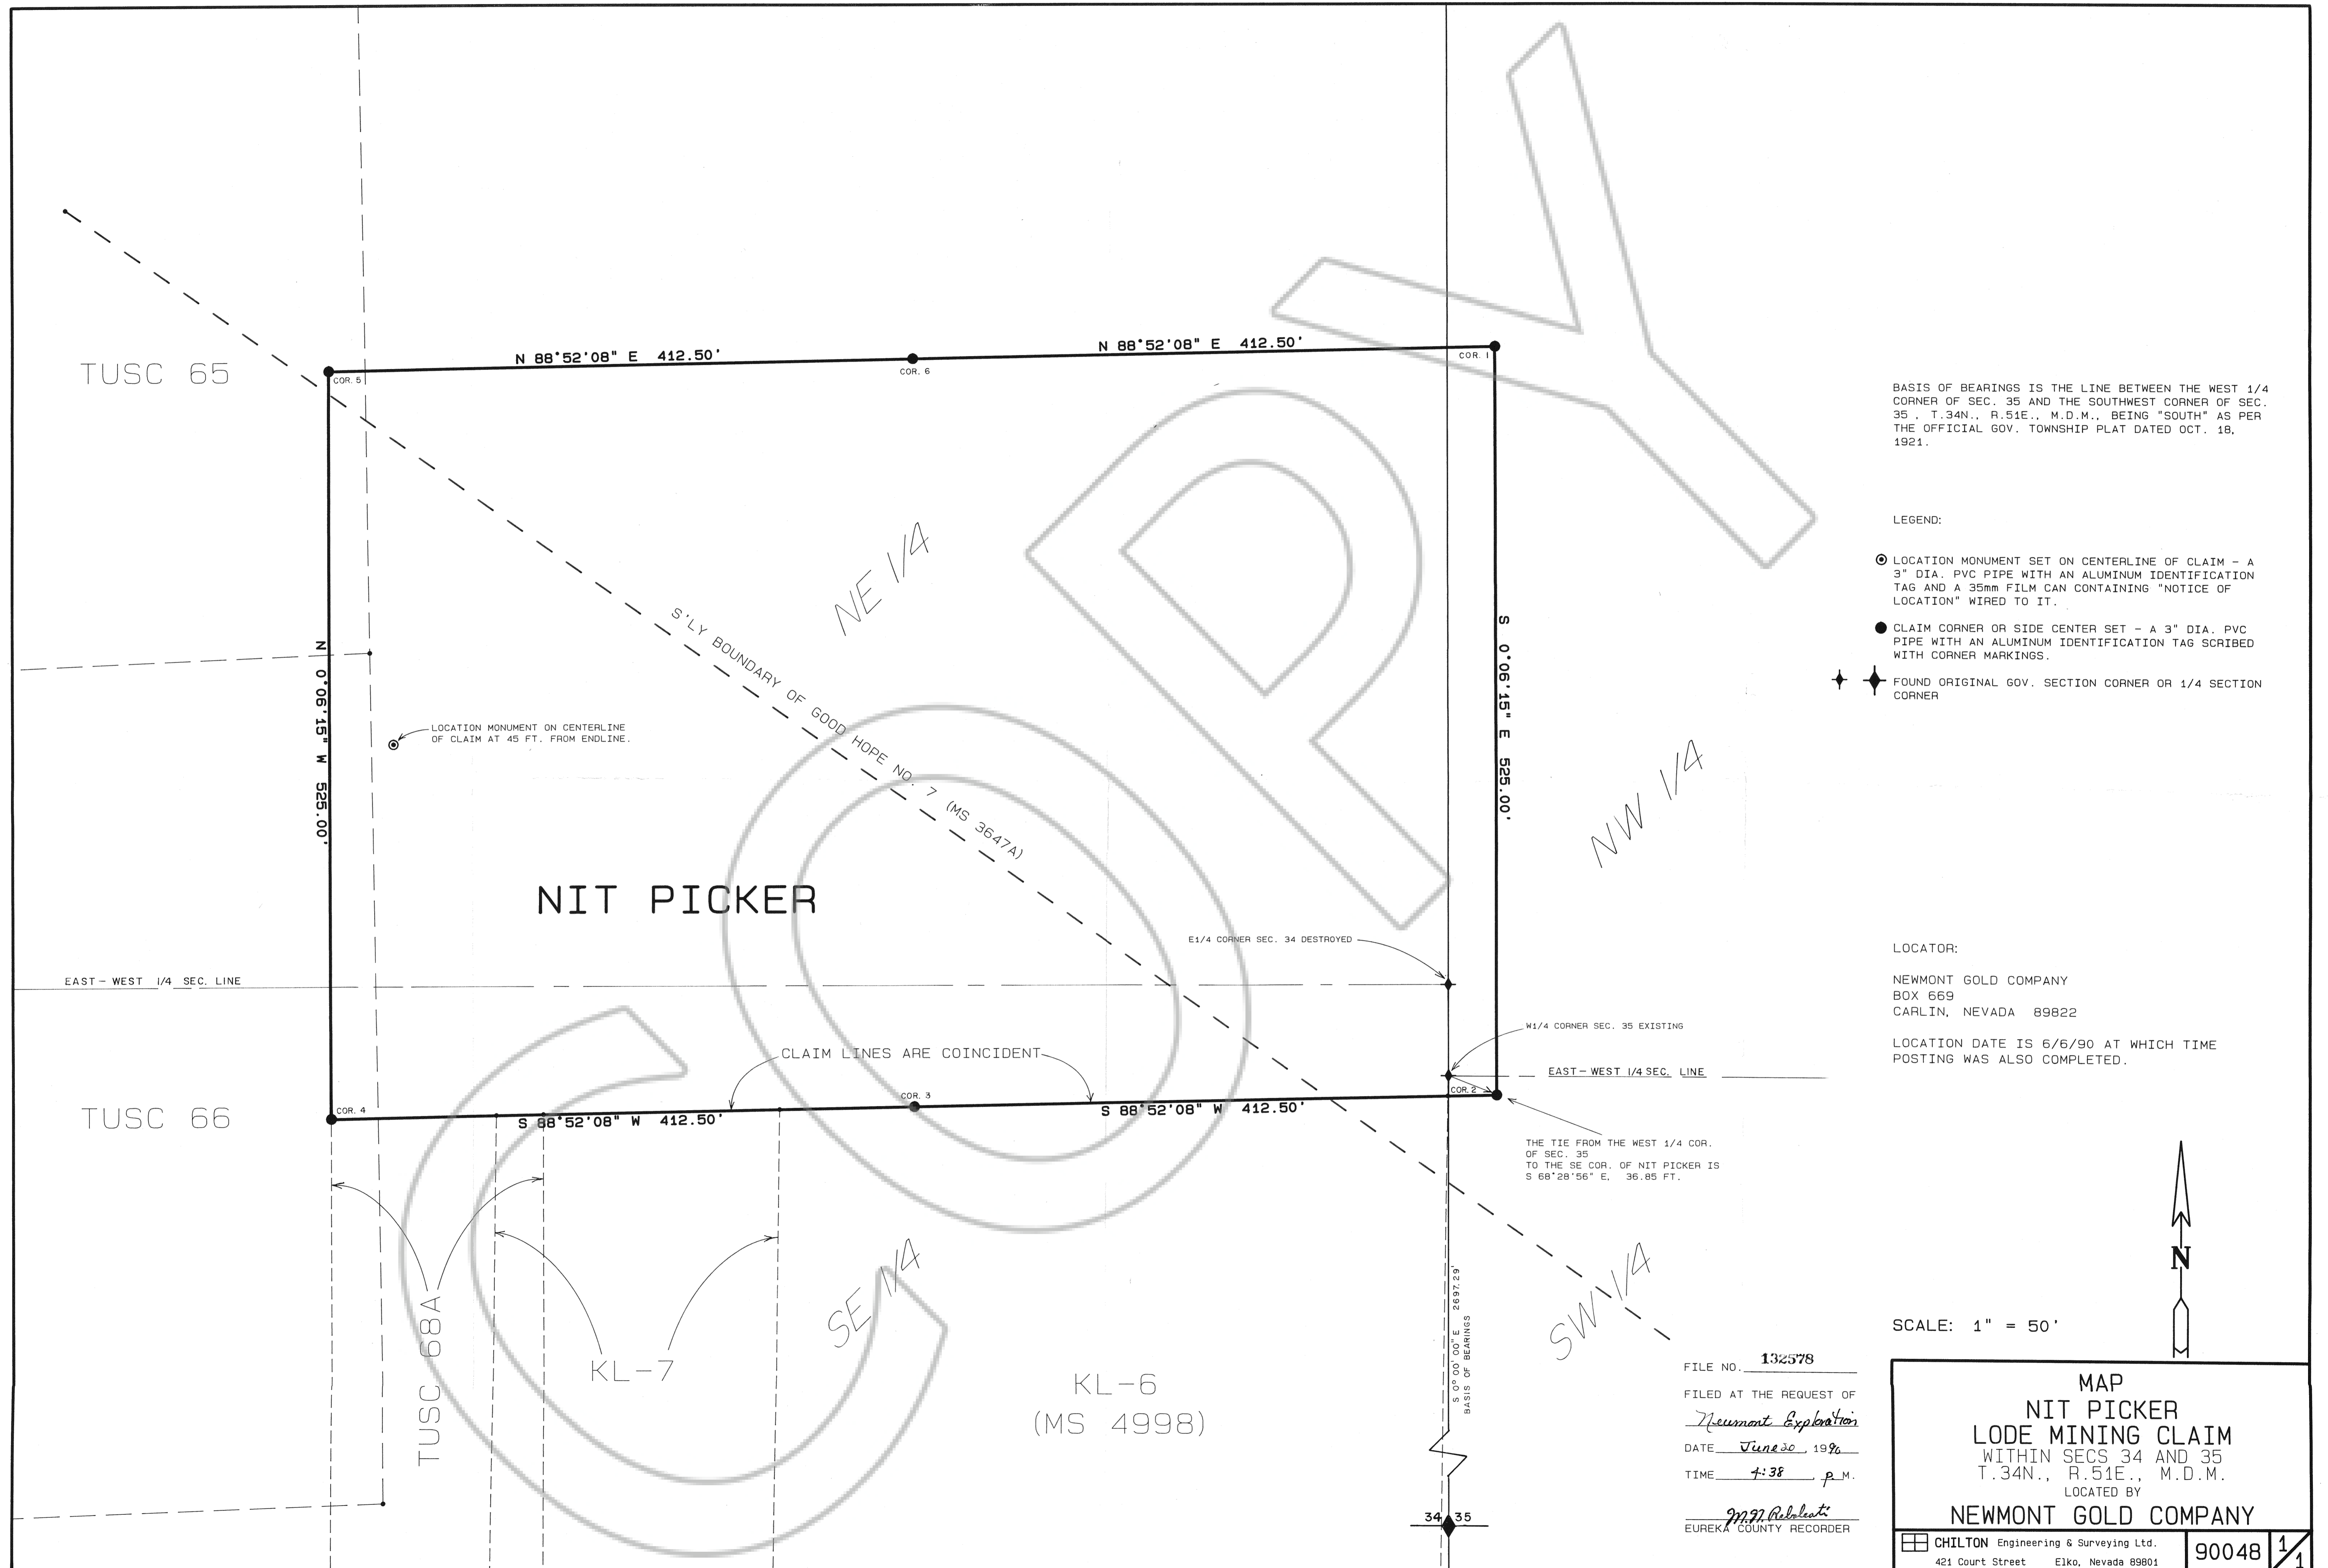 TUSC 65
N 88°52'08" E 412.50'
COR. 5
COR. 6
N 88°52'08" E 412.50'
COR. 1
BASIS OF BEARINGS IS THE LINE BETWEEN THE WEST 1/4
CORNER OF SEC. 35 AND THE SOUTHWEST CORNER OF SEC.
35 , T.34N., R.51E., M.D.M., BEING "SOUTH" AS PER
THE OFFICIAL GOV. TOWNSHIP PLAT DATED OCT. 18,
1921.
LEGEND:
LOCATION MONUMENT SET ON CENTERLINE OF CLAIM - A
3" DIA. PVC PIPE WITH AN ALUMINUM IDENTIFICATION
TAG AND A 35mm FILM CAN CONTAINING "NOTICE OF
LOCATION" WIRED TO IT.
CLAIM CORNER OR SIDE CENTER SET - A 3" DIA. PVC
PIPE WITH AN ALUMINUM IDENTIFICATION TAG SCRIBED
WITH CORNER MARKINGS.
FOUND ORIGINAL GOV. SECTION CORNER OR 1/4 SECTION
CORNER
NE 1/4
S'LY BOUNDARY OF GOOD HOPE NO. 7 (MS 3647A)
N 0°06'15" W 525.00'
S 0°06'15" E 525.00'
LOCATION MONUMENT ON CENTERLINE
OF CLAIM AT 45 FT. FROM ENDLINE.
NW 1/4
NIT PICKER
COPY
E1/4 CORNER SEC. 34 DESTROYED
EAST - WEST 1/4 SEC. LINE
W1/4 CORNER SEC. 35 EXISTING
CLAIM LINES ARE COINCIDENT
EAST - WEST 1/4 SEC. LINE
LOCATOR:
NEWMONT GOLD COMPANY
BOX 669
CARLIN, NEVADA 89822
LOCATION DATE IS 6/6/90 AT WHICH TIME
POSTING WAS ALSO COMPLETED.
TUSC 66
COR. 4
COR. 3
COR. 2
S 88°52'08" W 412.50'
S 88°52'08" W 412.50'
THE TIE FROM THE WEST 1/4 COR.
OF SEC. 35
TO THE SE COR. OF NIT PICKER IS
S 68°28'56" E, 36.85 FT.
TUSC 68A
KL-7
SE 1/4
KL-6
(MS 4998)
S 0°00'00" E 2697.29'
BASIS OF BEARINGS
SW 1/4
34 35
N
SCALE: 1" = 50'
FILE NO. 132578
FILED AT THE REQUEST OF
Newmont Exploration
DATE June 20, 1990
TIME 4:38 P.M.
M.N. Rebaleati
EUREKA COUNTY RECORDER
MAP
NIT PICKER
LODE MINING CLAIM
WITHIN SECS 34 AND 35
T.34N., R.51E., M.D.M.
LOCATED BY
NEWMONT GOLD COMPANY
CHILTON Engineering & Surveying Ltd.
421 Court Street Elko, Nevada 89801
90048
1/1